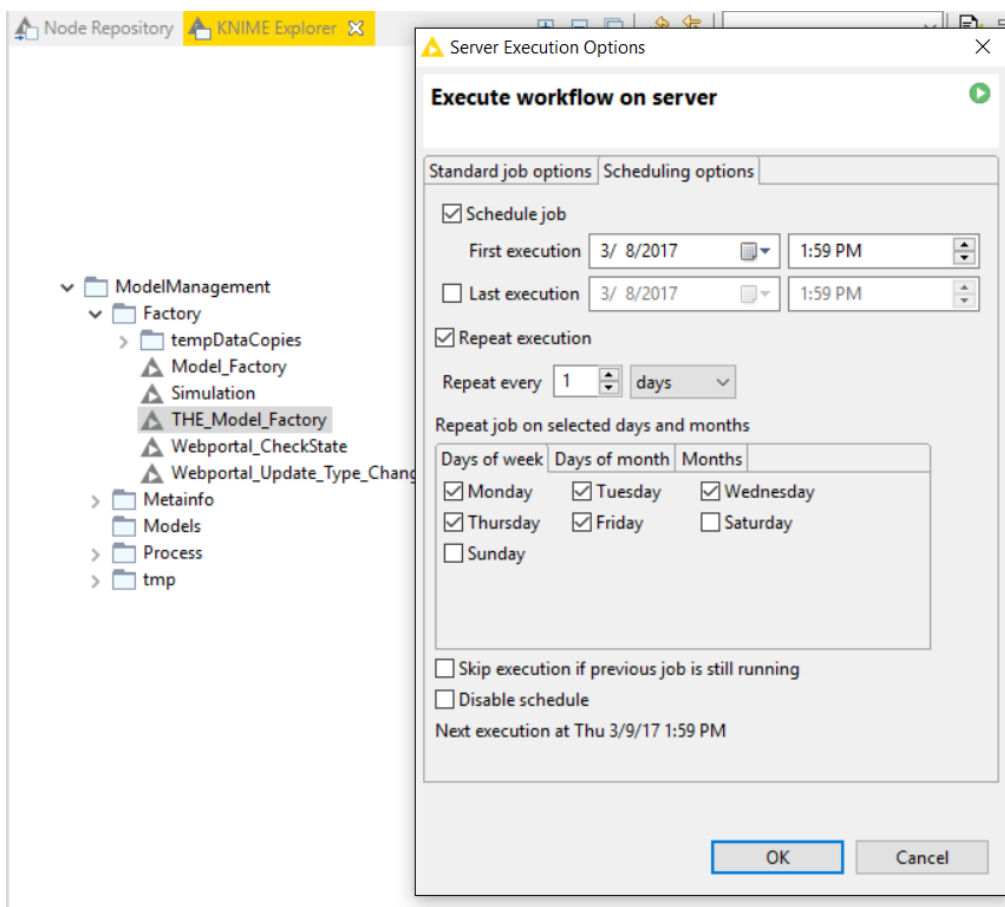 Node Repository
KNIME Explorer
Server Execution Options
Execute workflow on server
Standard job options
Scheduling options
Schedule job
First execution 3/ 8/2017 1:59 PM
Last execution 3/ 8/2017 1:59 PM
Repeat execution
Repeat every 1 days
Repeat job on selected days and months
Days of week Days of month Months
Monday Tuesday Wednesday
Thursday Friday Saturday
Sunday
Skip execution if previous job is still running
Disable schedule
Next execution at Thu 3/9/17 1:59 PM
OK Cancel
ModelManagement
Factory
tempDataCopies
Model_Factory
Simulation
THE_Model_Factory
Webportal_CheckState
Webportal_Update_Type_Chang
Metainfo
Models
Process
tmp